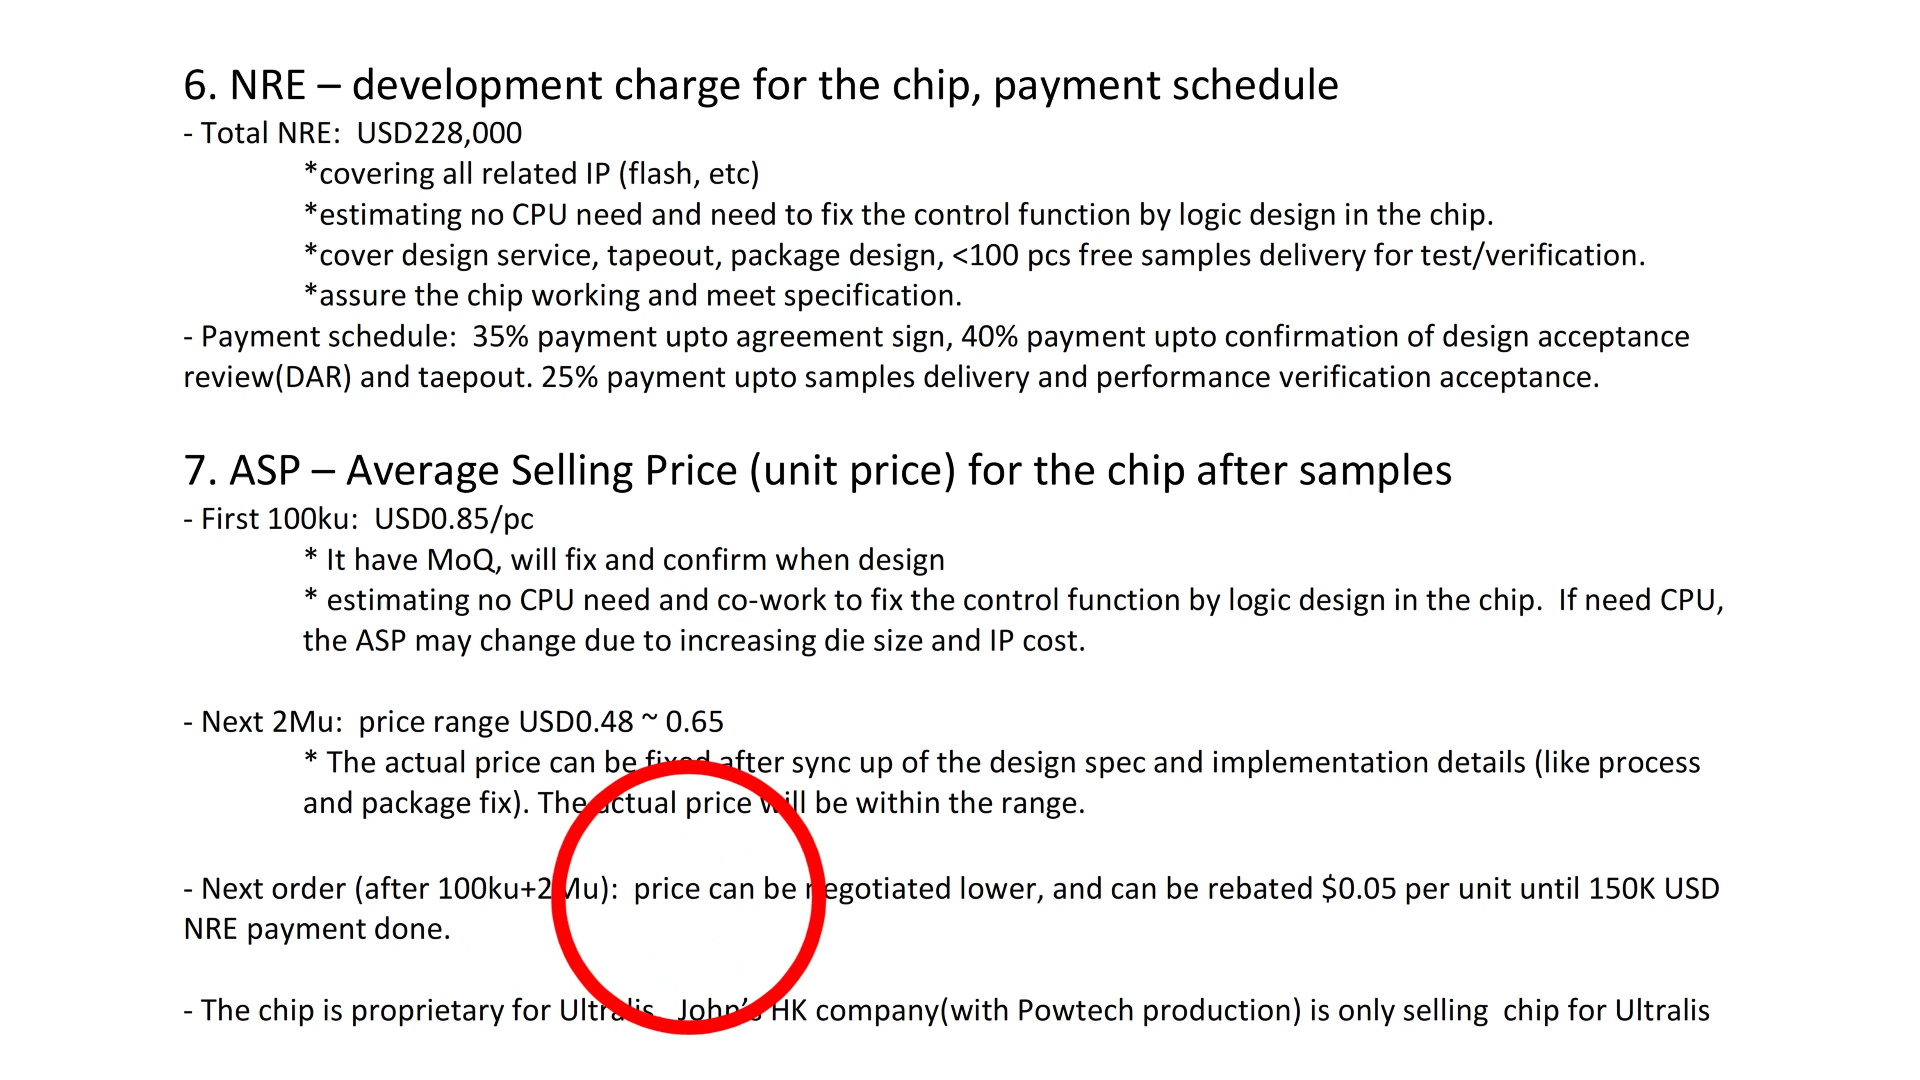 6. NRE – development charge for the chip, payment schedule
- Total NRE:  USD228,000
*covering all related IP (flash, etc)
*estimating no CPU need and need to fix the control function by logic design in the chip.
*cover design service, tapeout, package design, <100 pcs free samples delivery for test/verification.
*assure the chip working and meet specification.
- Payment schedule:  35% payment upto agreement sign, 40% payment upto confirmation of design acceptance
review(DAR) and taepout. 25% payment upto samples delivery and performance verification acceptance.
7. ASP – Average Selling Price (unit price) for the chip after samples
- First 100ku:  USD0.85/pc
* It have MoQ, will fix and confirm when design
* estimating no CPU need and co-work to fix the control function by logic design in the chip.  If need CPU,
the ASP may change due to increasing die size and IP cost.
- Next 2Mu:  price range USD0.48 ~ 0.65
* The actual price can be fixed after sync up of the design spec and implementation details (like process
and package fix). The actual price will be within the range.
- Next order (after 100ku+2Mu):  price can be negotiated lower, and can be rebated $0.05 per unit until 150K USD
NRE payment done.
- The chip is proprietary for Ultralis.  John’s HK company(with Powtech production) is only selling  chip for Ultralis